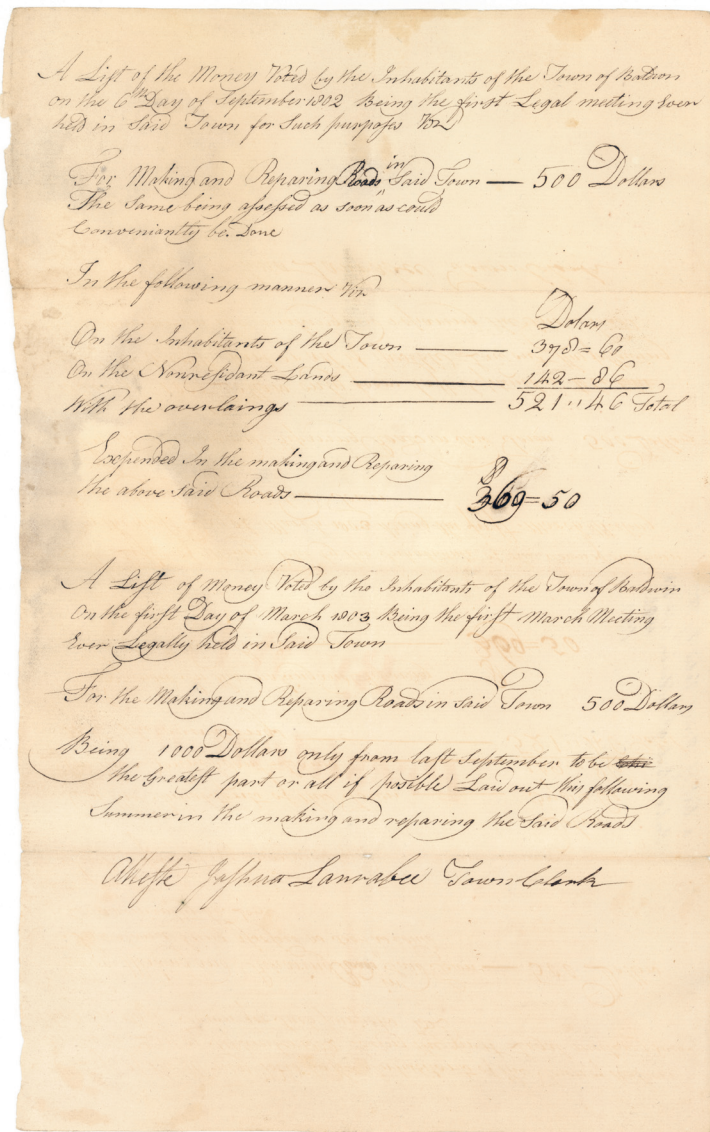 A List of the Money Voted by the Inhabitants of the Town of Baldwin
on the 6th Day of September 1802 Being the first Legal meeting Ever
held in Said Town for Such purposes Viz
For Making and Reparing Roads in Said Town — 500 Dollars
The Same being assessed as soon as could
Conveniantly be Done
In the following manner Viz
Dolars
On the Inhabitants of the Town — 378=60
On the Nonresidant Lands — 142-86
With the overlaings — 521..46 Total
Expended In the making and Reparing
the above Said Roads — 369=50
A List of Money Voted by the Inhabitants of the Town of Baldwin
On the first Day of March 1803 Being the first March Meeting
Ever Legally held in Said Town
For the Making and Reparing Roads in Said Town 500 Dollars
Being 1000 Dollars only from last September to be
the Greatest part or all if posible Laid out this following
Summer in the making and reparing the Said Roads
Atteste Joshua Larrabee Town Clerk